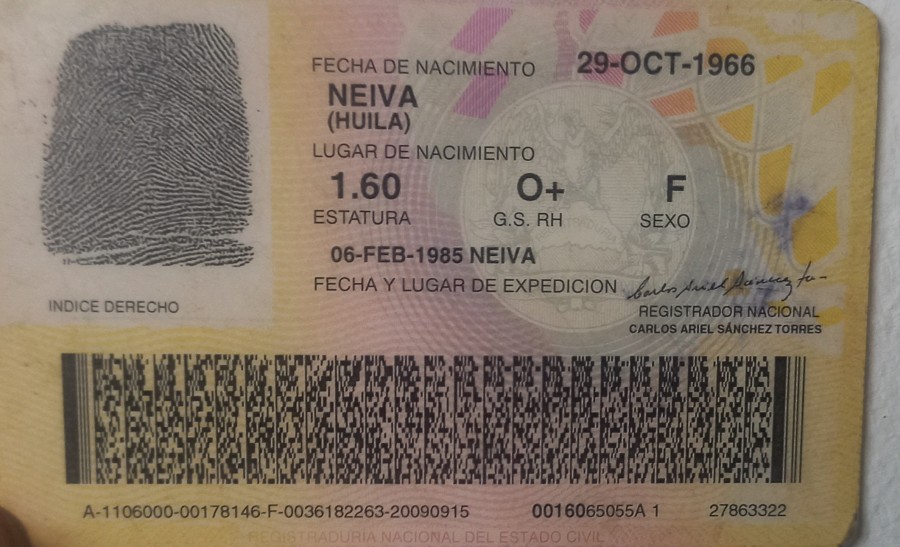 FECHA DE NACIMIENTO 29-OCT-1966
NEIVA
(HUILA)
LUGAR DE NACIMIENTO
1.60 O+ F
ESTATURA G.S. RH SEXO
06-FEB-1985 NEIVA
FECHA Y LUGAR DE EXPEDICION
INDICE DERECHO
Carlos Ariel Sánchez To-
REGISTRADOR NACIONAL
CARLOS ARIEL SÁNCHEZ TORRES
A-1106000-00178146-F-0036182263-20090915 0016065055A 1 27863322
REGISTRADURIA NACIONAL DEL ESTADO CIVIL